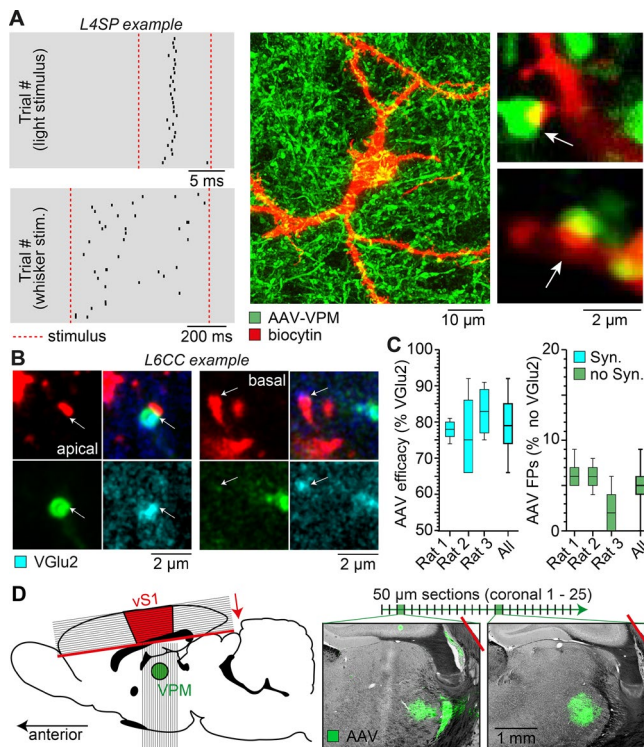 A
L4SP example
Trial #
(light stimulus)
5 ms
Trial #
(whisker stim.)
200 ms
stimulus
AAV-VPM
biocytin
10 µm
2 µm
B
L6CC example
apical
basal
VGlu2
2 µm
2 µm
C
AAV efficacy (% VGlu2)
100
90
80
70
60
50
Rat 1
Rat 2
Rat 3
All
AAV FPs (% no VGlu2)
20
10
0
Rat 1
Rat 2
Rat 3
All
Syn.
no Syn.
D
vS1
VPM
anterior
50 µm sections (coronal 1 - 25)
AAV
1 mm